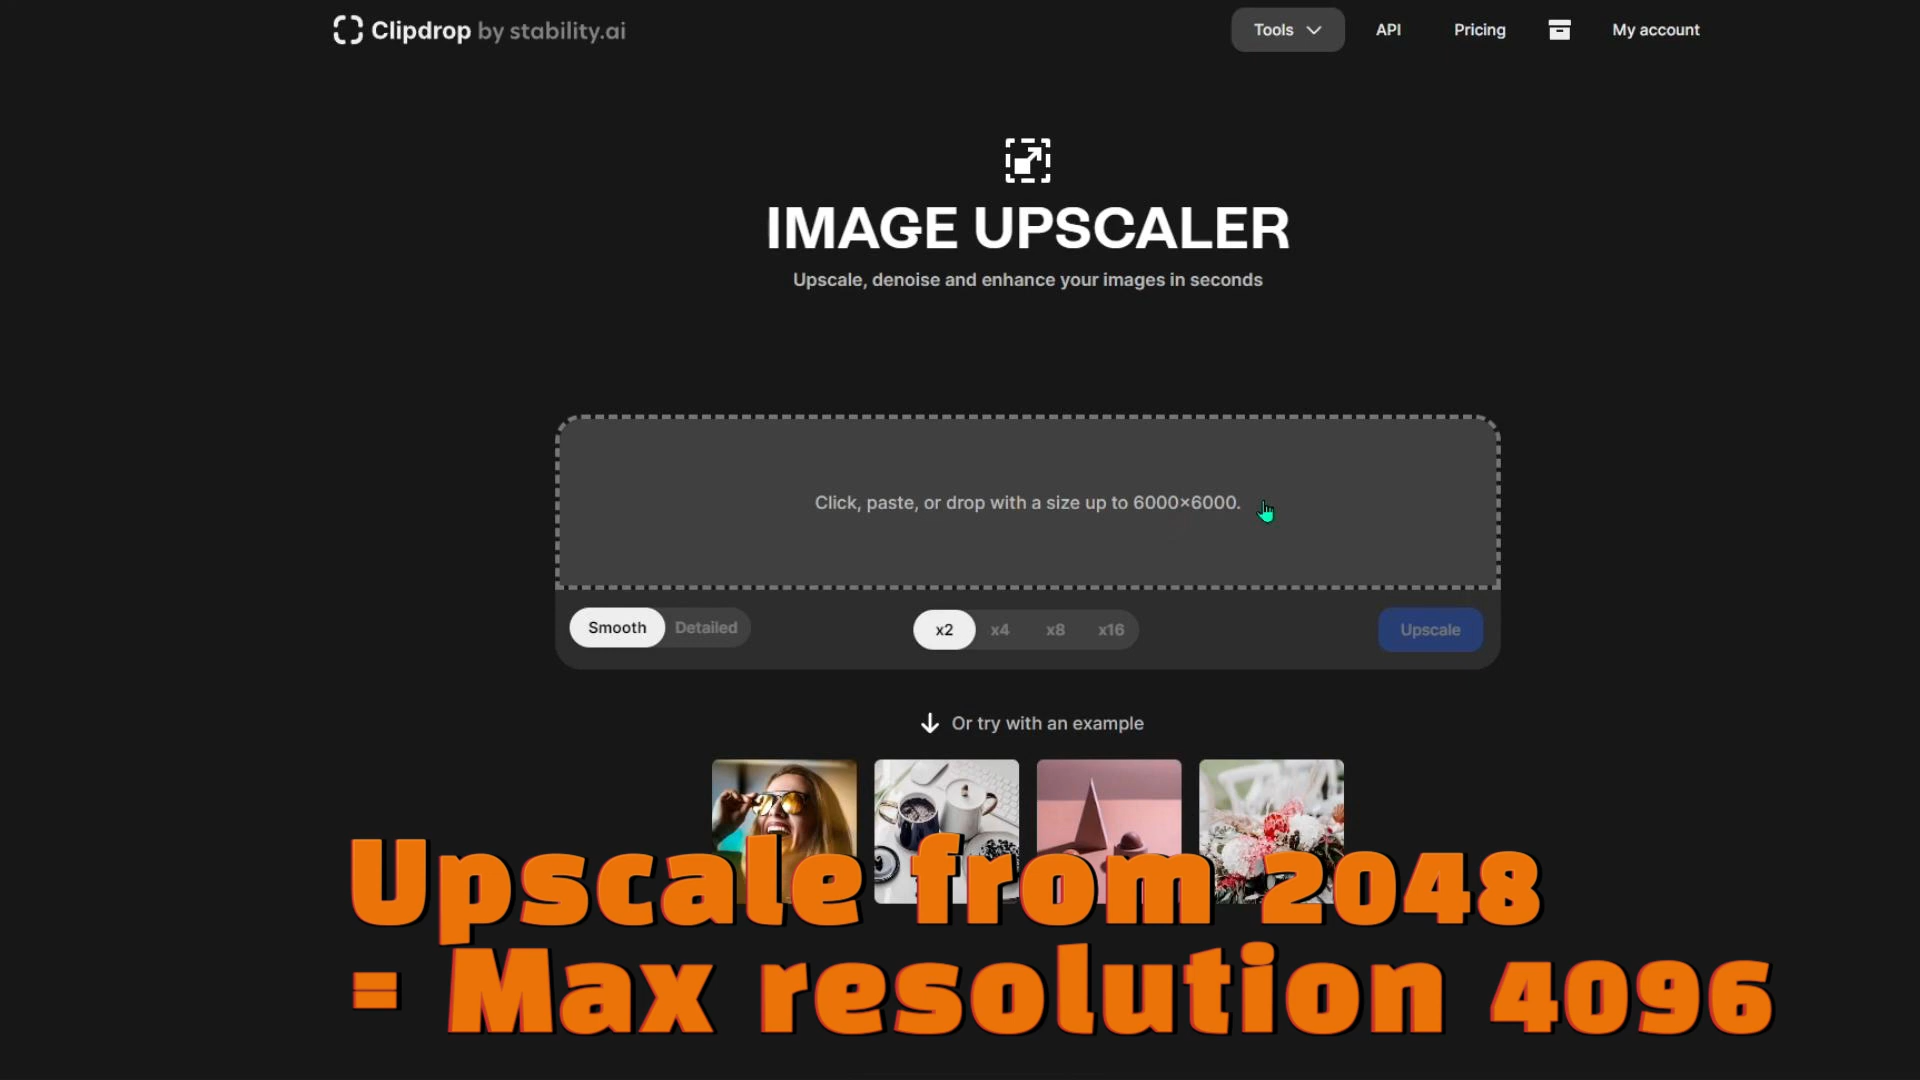 Clipdrop by stability.ai
Tools
API
Pricing
My account
IMAGE UPSCALER
Upscale, denoise and enhance your images in seconds
Click, paste, or drop with a size up to 6000×6000.
Smooth
Detailed
x2
x4
x8
x16
Upscale
Or try with an example
Upscale from 2048
= Max resolution 4096